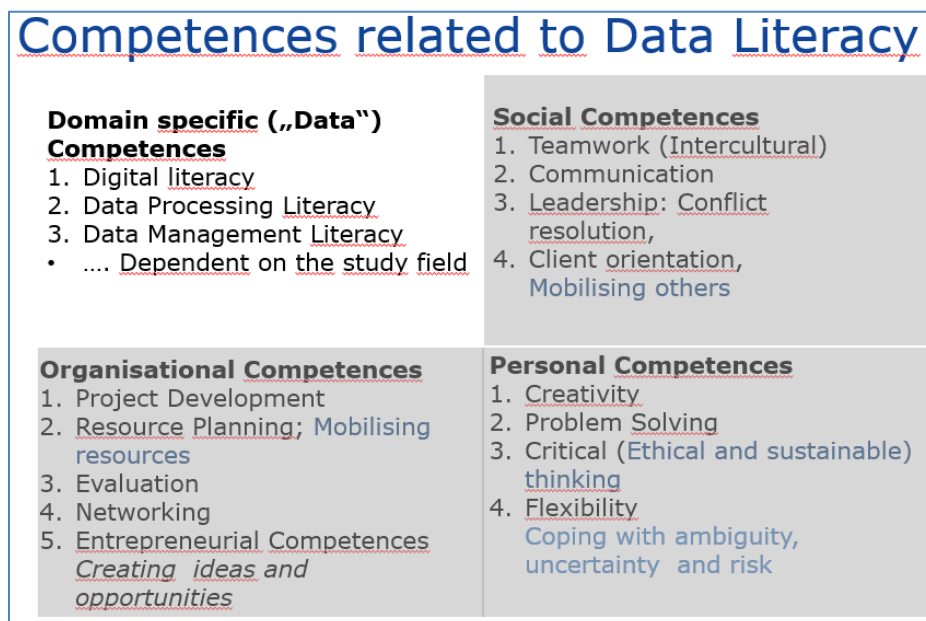 Competences related to Data Literacy
Domain specific („Data“)
Competences
1. Digital literacy
2. Data Processing Literacy
3. Data Management Literacy
• …. Dependent on the study field
Social Competences
1. Teamwork (Intercultural)
2. Communication
3. Leadership: Conflict
resolution,
4. Client orientation,
Mobilising others
Organisational Competences
1. Project Development
2. Resource Planning; Mobilising
resources
3. Evaluation
4. Networking
5. Entrepreneurial Competences
Creating ideas and
opportunities
Personal Competences
1. Creativity
2. Problem Solving
3. Critical (Ethical and sustainable)
thinking
4. Flexibility
Coping with ambiguity,
uncertainty and risk